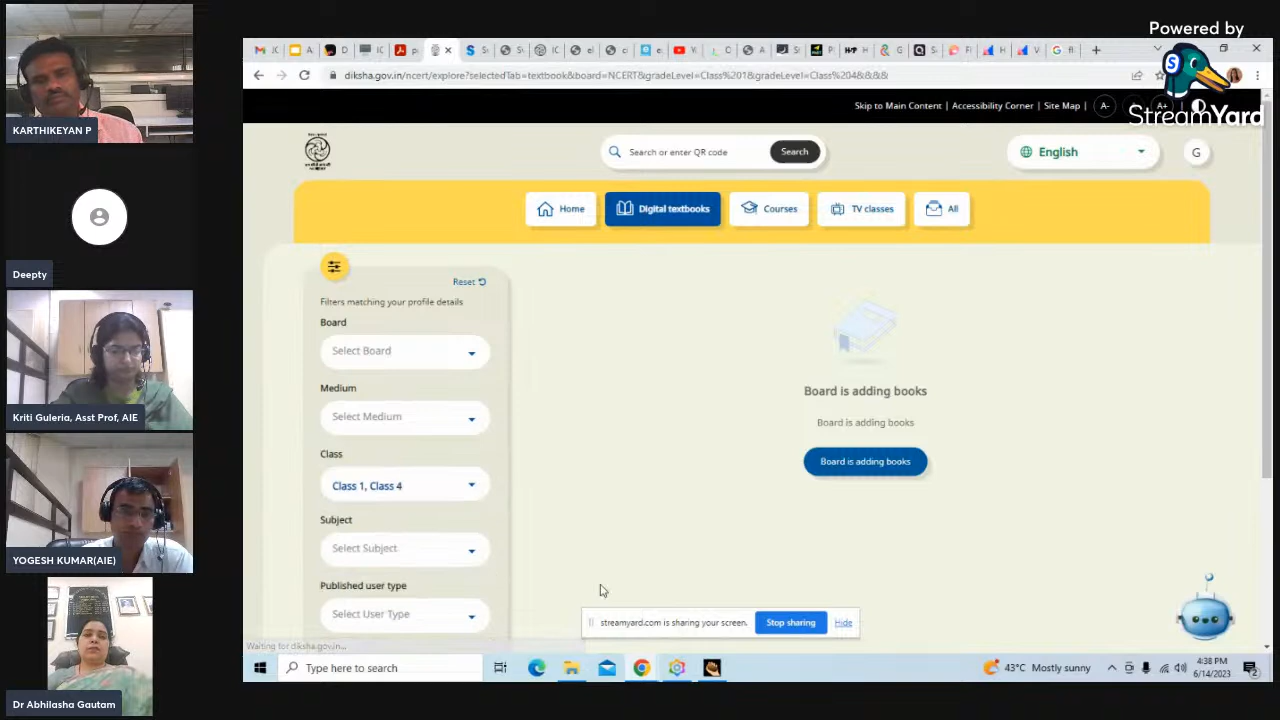 Powered by
StreamYard
KARTHIKEYAN P
Deepty
Kriti Guleria, Asst Prof, AIE
YOGESH KUMAR(AIE)
Dr Abhilasha Gautam
diksha.gov.in/ncert/explore?selectedTab=textbook&board=NCERT&gradeLevel=Class%201&gradeLevel=Class%204&&&&
Skip to Main Content | Accessibility Corner | Site Map | A- A+
Search or enter QR code
Search
English
G
Home
Digital textbooks
Courses
TV classes
All
Reset
Filters matching your profile details
Board
Select Board
Medium
Select Medium
Class
Class 1, Class 4
Subject
Select Subject
Published user type
Select User Type
Board is adding books
Board is adding books
Board is adding books
streamyard.com is sharing your screen.
Stop sharing
Hide
Waiting for diksha.gov.in...
Type here to search
43°C Mostly sunny
4:38 PM
6/14/2023